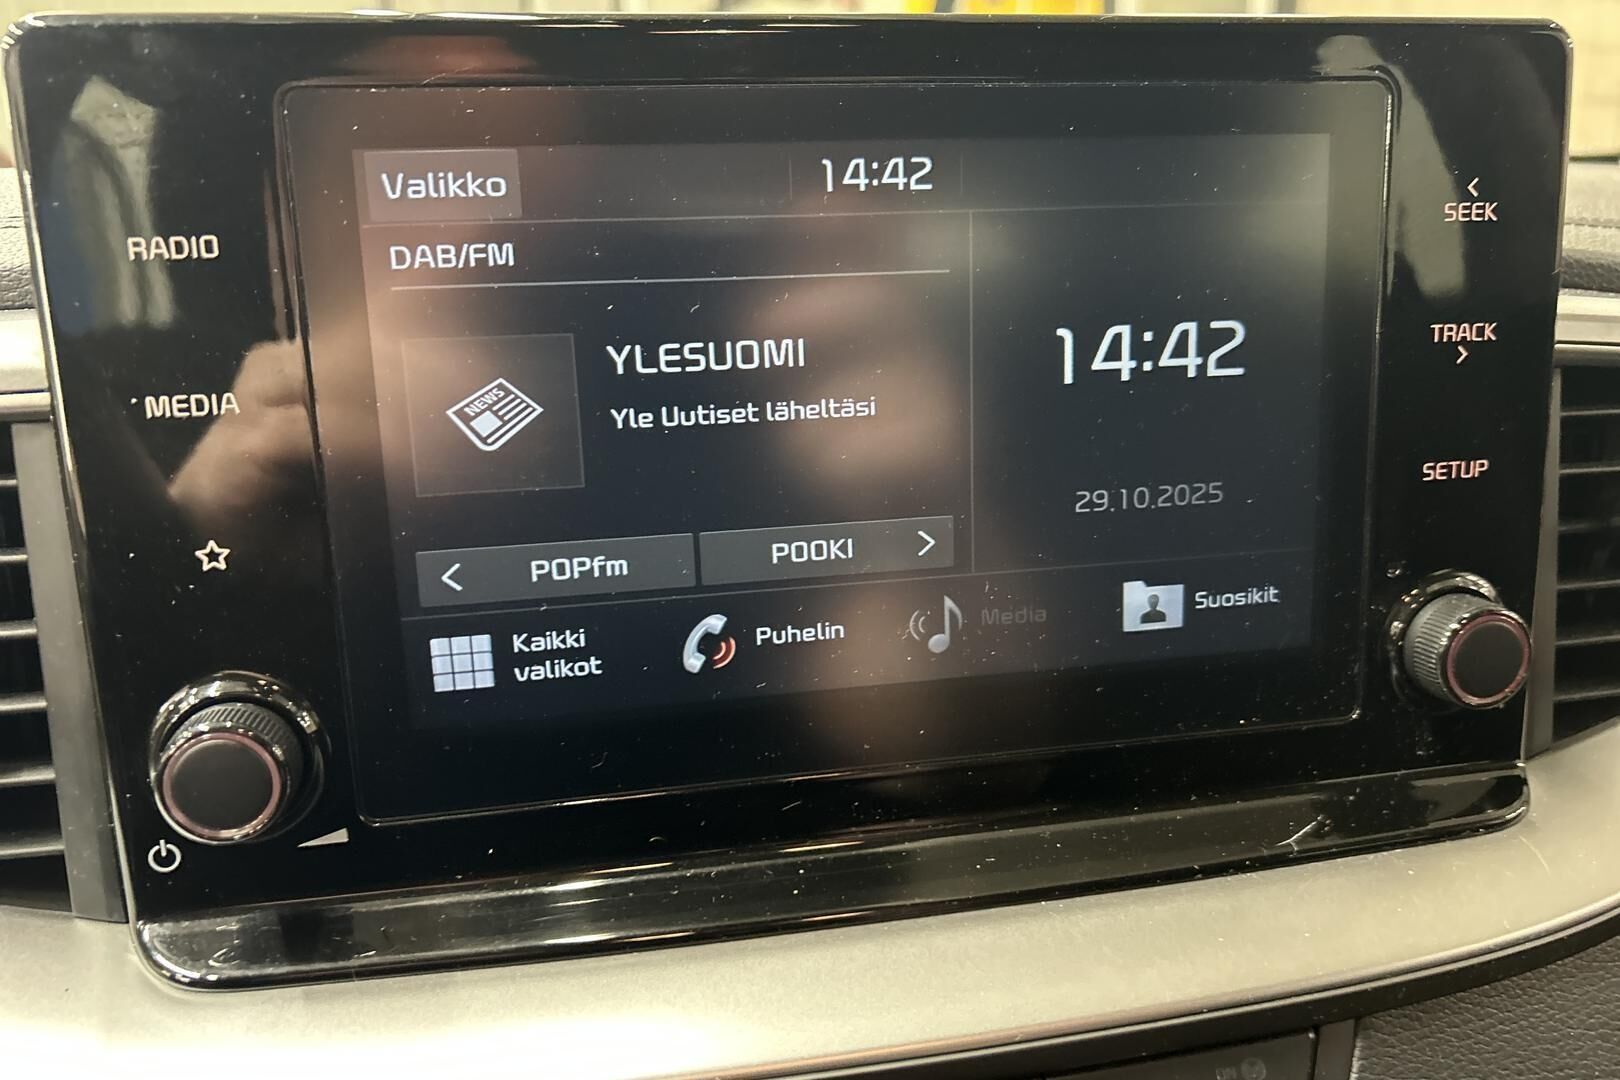 Valikko
14:42
RADIO
DAB/FM
< SEEK
YLESUOMI
14:42
TRACK >
NEWS
MEDIA
Yle Uutiset läheltäsi
SETUP
29.10.2025
< POPfm
POOKI >
Kaikki
valikot
Puhelin
Media
Suosikit